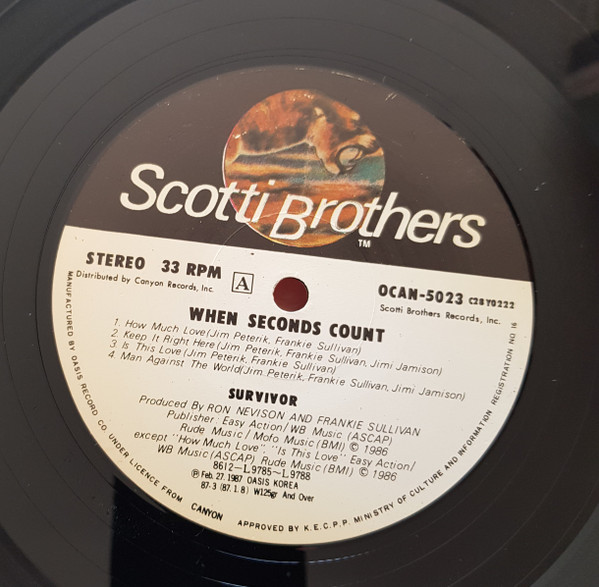 Scotti Brothers
TM
STEREO 33 RPM A OCAN-5023 C28Y0222
Distributed by Canyon Records, Inc. Scotti Brothers Records, Inc.
WHEN SECONDS COUNT
1. How Much Love(Jim Peterik, Frankie Sullivan)
2. Keep It Right Here(Jim Peterik, Frankie Sullivan, Jimi Jamison)
3. Is This Love(Jim Peterik, Frankie Sullivan)
4. Man Against The World(Jim Peterik, Frankie Sullivan, Jimi Jamison)
SURVIVOR
Produced By RON NEVISON AND FRANKIE SULLIVAN
Publisher: Easy Action/WB Music (ASCAP)
Rude Music/Mofo Music(BMI) © 1986
except "How Much Love", "Is This Love" Easy Action/
WB Music(ASCAP) Rude Music(BMI) © 1986
8612-L9785~L9788
℗ Feb. 27. 1987 OASIS KOREA
87-3 (87.1.8) W125gr And Over
MANUFACTURED BY OASIS RECORD CO. UNDER LICENCE FROM CANYON APPROVED BY K.E.C.P.P. MINISTRY OF CULTURE AND INFORMATION REGISTRATION NO 16